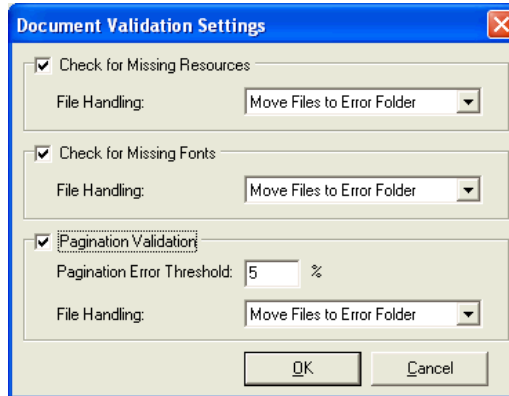 Document Validation Settings
Check for Missing Resources
File Handling: Move Files to Error Folder
Check for Missing Fonts
File Handling: Move Files to Error Folder
Pagination Validation
Pagination Error Threshold: 5 %
File Handling: Move Files to Error Folder
OK Cancel